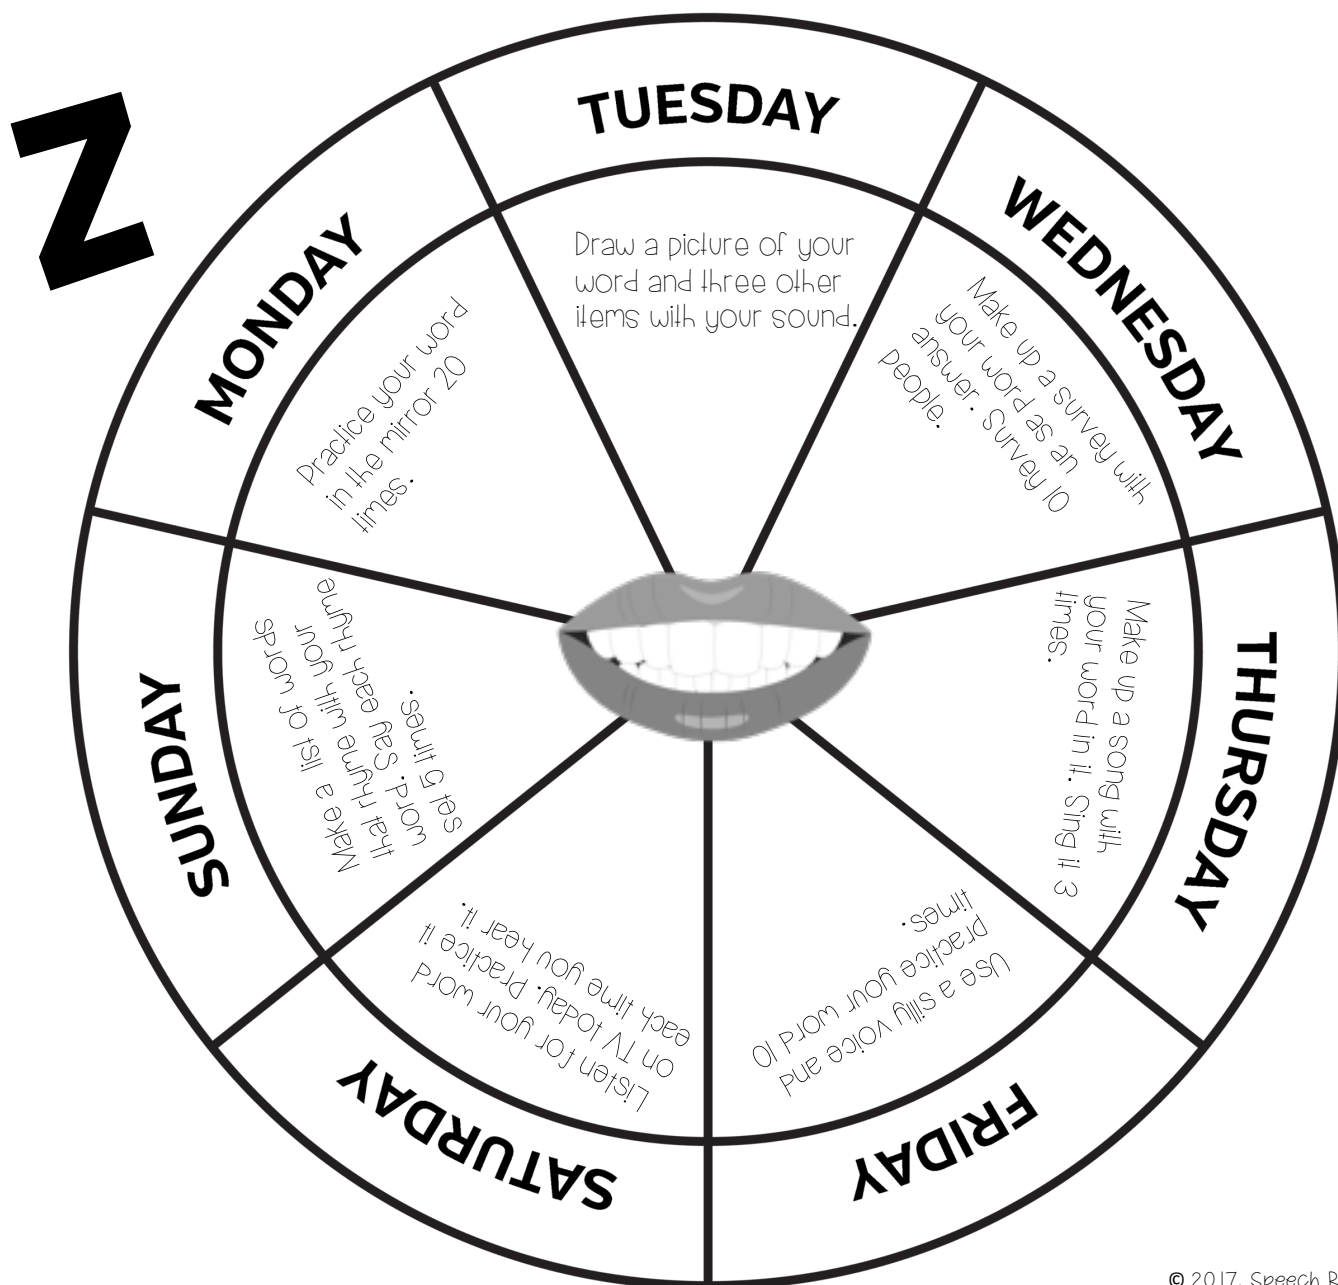 Z
MONDAY
Practice your word
in the mirror 20
times.
TUESDAY
Draw a picture of your
word and three other
items with your sound.
WEDNESDAY
Make up a survey with
your word as an
answer. Survey 10
people.
THURSDAY
Make up a song with
your word in it. Sing it 3
times.
FRIDAY
Use a silly voice and
practice your word 10
times.
SATURDAY
Listen for your word
on TV today. Practice it
each time you hear it.
SUNDAY
Make a list of words
that rhyme with your
word. Say each rhyme
set 5 times.
© 2017, Speech